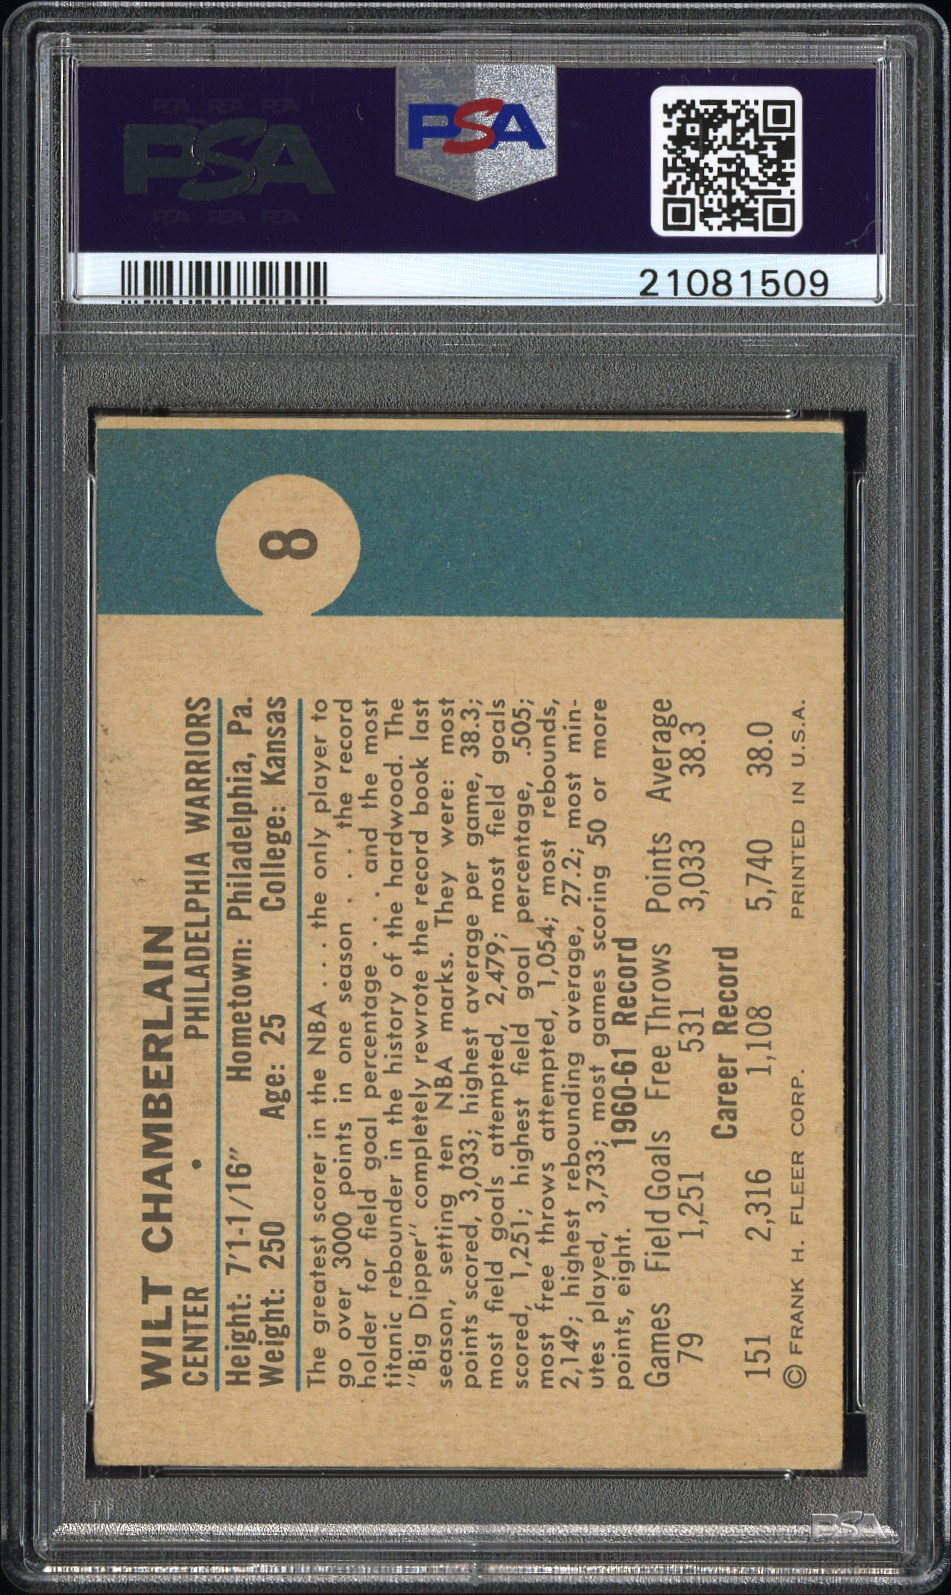 PSA PSA PSA
PSA
PSA PSA PSA
PSA
21081509
8
WILT CHAMBERLAIN
CENTER • PHILADELPHIA WARRIORS
Height: 7'1-1/16" Hometown: Philadelphia, Pa.
Weight: 250 Age: 25 College: Kansas
The greatest scorer in the NBA . . . the only player to
go over 3000 points in one season . . . the record
holder for field goal percentage . . . and the most
titanic rebounder in the history of the hardwood. The
"Big Dipper" completely rewrote the record book last
season, setting ten NBA marks. They were: most
points scored, 3,033; highest average per game, 38.3;
most field goals attempted, 2,479; most field goals
scored, 1,251; highest field goal percentage, .505;
most free throws attempted, 1,054; most rebounds,
2,149; highest rebounding average, 27.2; most min-
utes played, 3,733; most games scoring 50 or more
points, eight.
1960-61 Record
Games Field Goals Free Throws Points Average
79 1,251 531 3,033 38.3
Career Record
151 2,316 1,108 5,740 38.0
© FRANK H. FLEER CORP. PRINTED IN U.S.A.
PSA